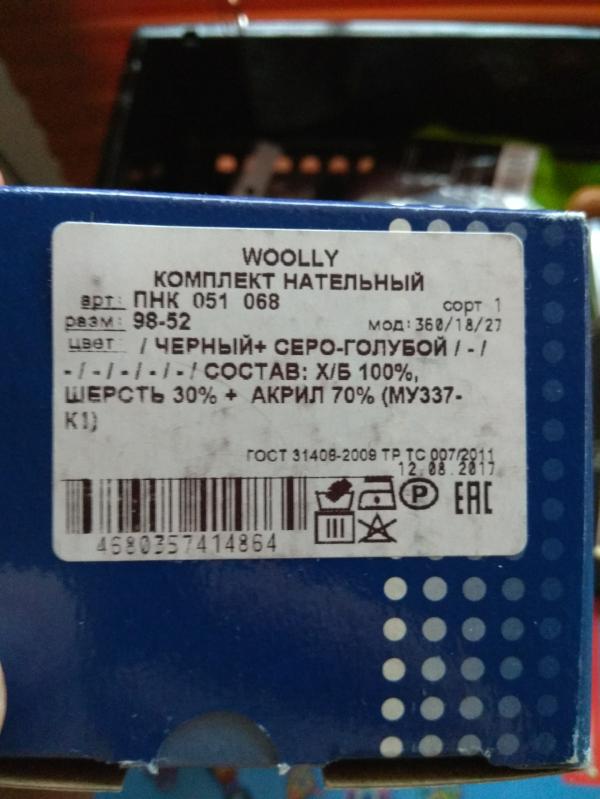 WOOLLY
КОМПЛЕКТ НАТЕЛЬНЫЙ
арт: ПНК 051 068
сорт 1
разм: 98-52
мод: 360/18/27
цвет / ЧЕРНЫЙ+ СЕРО-ГОЛУБОЙ / - /
- / - / - / - / - / СОСТАВ: Х/Б 100%,
ШЕРСТЬ 30% + АКРИЛ 70% (МУ337-
К1)
ГОСТ 31408-2009 ТР ТС 007/2011
12.08.2017
P EAC
4680357414864